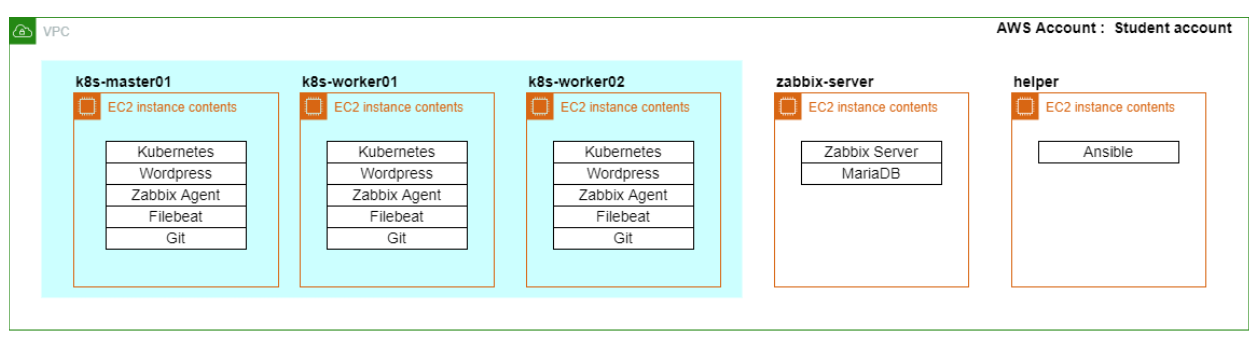 VPC
AWS Account : Student account
k8s-master01
EC2 instance contents
Kubernetes
Wordpress
Zabbix Agent
Filebeat
Git
k8s-worker01
EC2 instance contents
Kubernetes
Wordpress
Zabbix Agent
Filebeat
Git
k8s-worker02
EC2 instance contents
Kubernetes
Wordpress
Zabbix Agent
Filebeat
Git
zabbix-server
EC2 instance contents
Zabbix Server
MariaDB
helper
EC2 instance contents
Ansible